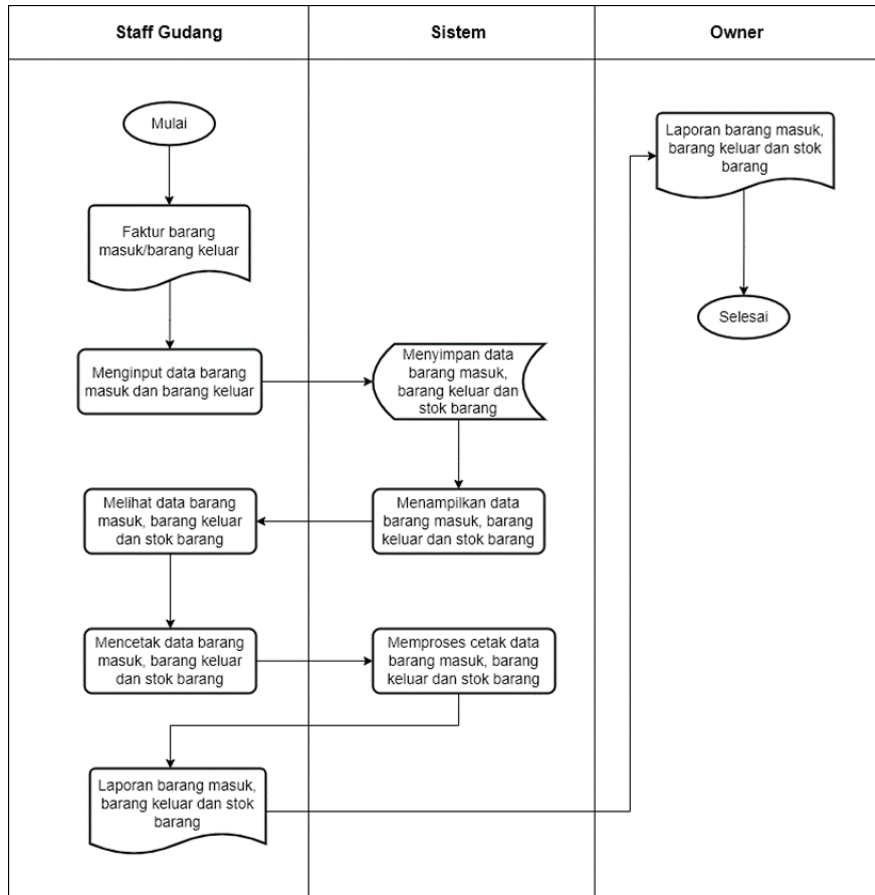 Staff Gudang
Sistem
Owner
Mulai
Faktur barang
masuk/barang keluar
Menginput data barang
masuk dan barang keluar
Menyimpan data
barang masuk,
barang keluar dan
stok barang
Menampilkan data
barang masuk, barang
keluar dan stok barang
Melihat data barang
masuk, barang keluar
dan stok barang
Mencetak data barang
masuk, barang keluar
dan stok barang
Memproses cetak data
barang masuk, barang
keluar dan stok barang
Laporan barang masuk,
barang keluar dan stok
barang
Laporan barang masuk,
barang keluar dan stok
barang
Selesai